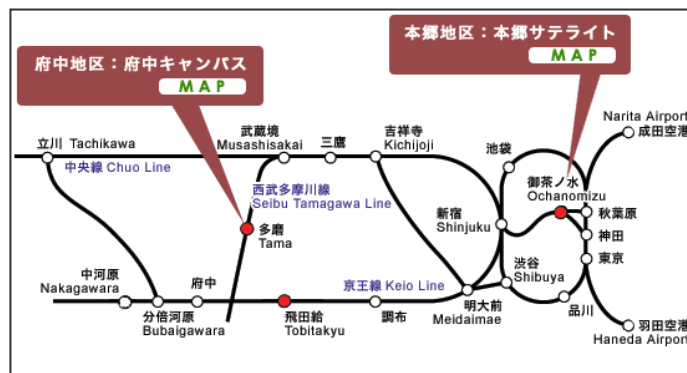 府中地区：府中キャンパス
MAP
本郷地区：本郷サテライト
MAP
Narita Airport
成田空港
立川 Tachikawa
中央線 Chuo Line
武蔵境
Musashisakai
三鷹
吉祥寺
Kichijoji
池袋
御茶ノ水
Ochanomizu
西武多摩川線
Seibu Tamagawa Line
多磨
Tama
新宿
Shinjuku
秋葉原
神田
東京
渋谷
Shibuya
品川
中河原
Nakagawara
府中
分倍河原
Bubaigawara
京王線 Keio Line
飛田給
Tobitakyu
調布
明大前
Meidaimae
羽田空港
Haneda Airport